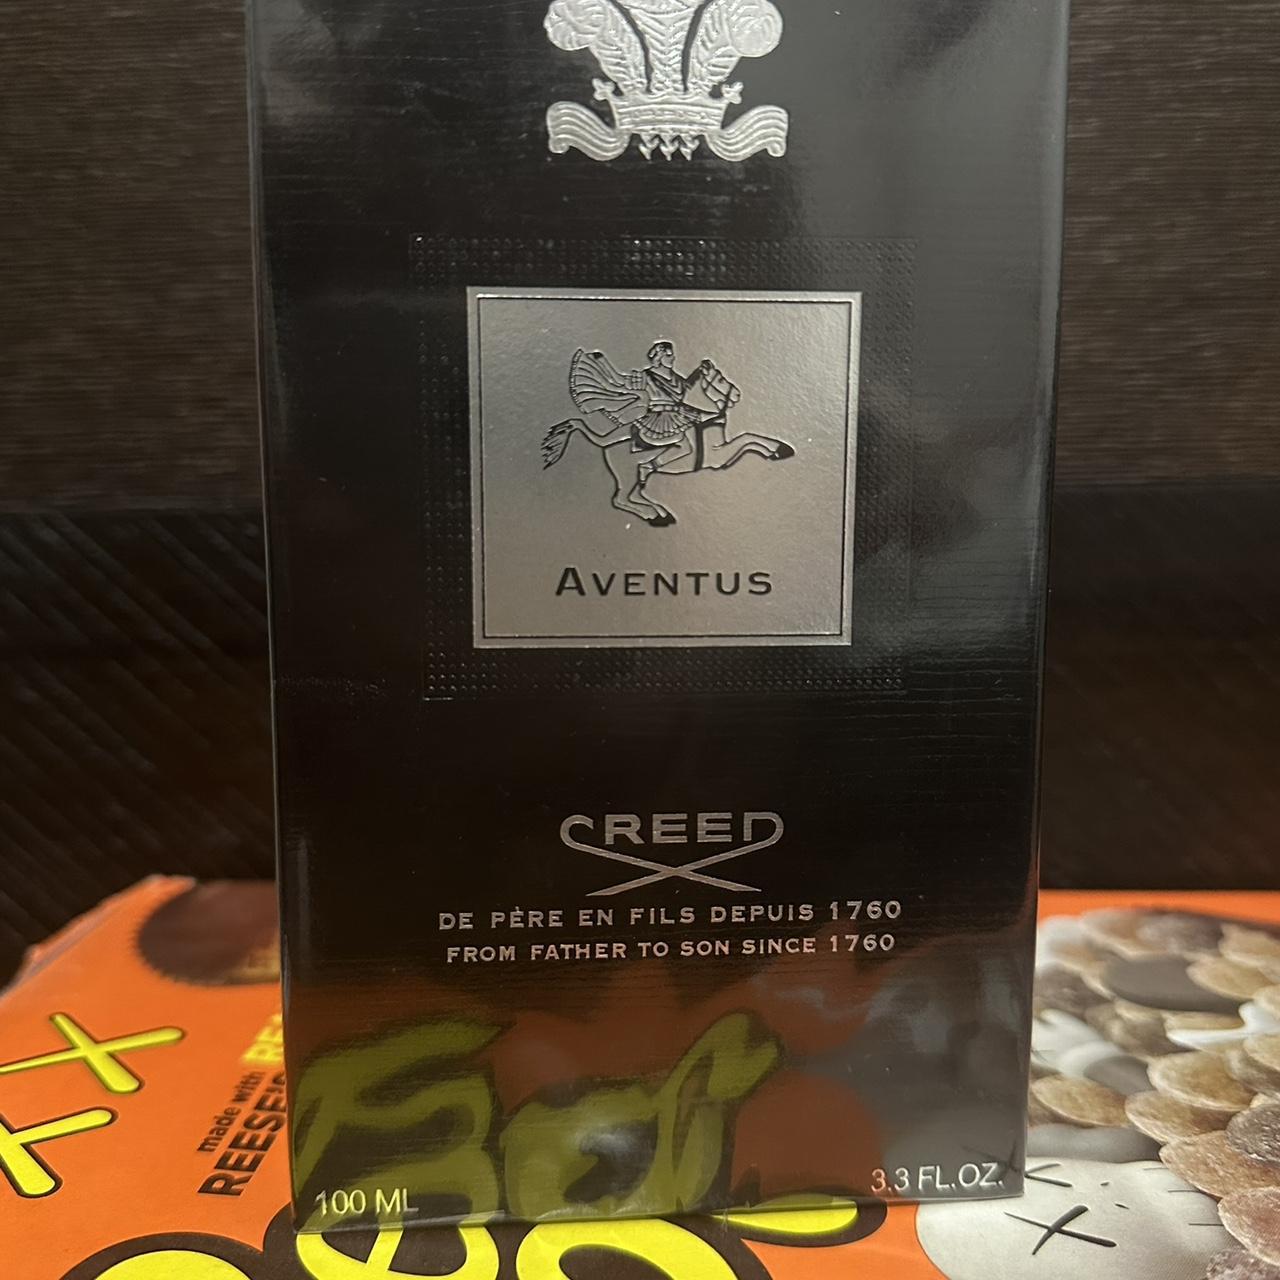 AVENTUS
CREED
DE PÈRE EN FILS DEPUIS 1760
FROM FATHER TO SON SINCE 1760
100 ML
3.3 FL.OZ.
made with
REESE'S